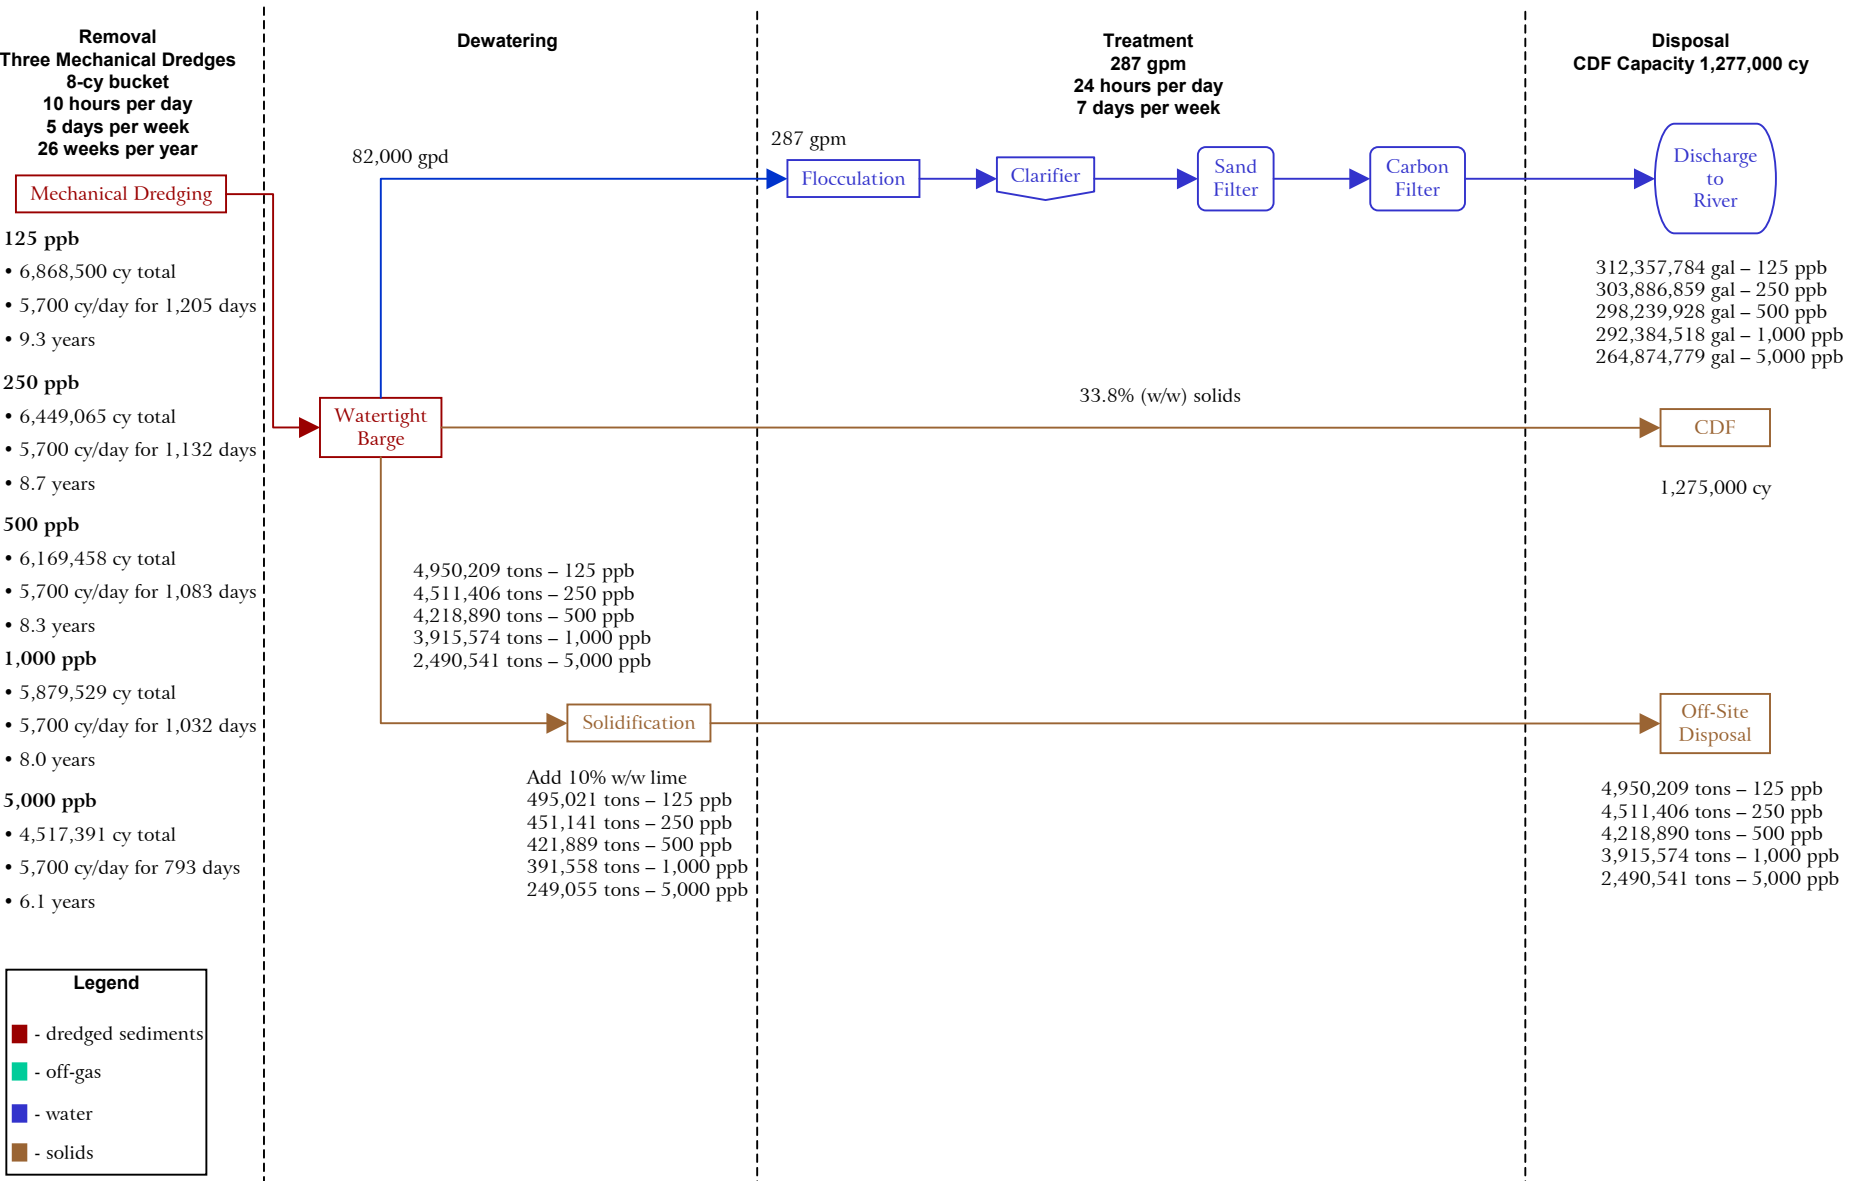 Removal
Three Mechanical Dredges
8-cy bucket
10 hours per day
5 days per week
26 weeks per year
Mechanical Dredging
125 ppb
• 6,868,500 cy total
• 5,700 cy/day for 1,205 days
• 9.3 years
250 ppb
• 6,449,065 cy total
• 5,700 cy/day for 1,132 days
• 8.7 years
500 ppb
• 6,169,458 cy total
• 5,700 cy/day for 1,083 days
• 8.3 years
1,000 ppb
• 5,879,529 cy total
• 5,700 cy/day for 1,032 days
• 8.0 years
5,000 ppb
• 4,517,391 cy total
• 5,700 cy/day for 793 days
• 6.1 years
Legend
- dredged sediments
- off-gas
- water
- solids
Dewatering
82,000 gpd
Watertight
Barge
4,950,209 tons – 125 ppb
4,511,406 tons – 250 ppb
4,218,890 tons – 500 ppb
3,915,574 tons – 1,000 ppb
2,490,541 tons – 5,000 ppb
Solidification
Add 10% w/w lime
495,021 tons – 125 ppb
451,141 tons – 250 ppb
421,889 tons – 500 ppb
391,558 tons – 1,000 ppb
249,055 tons – 5,000 ppb
Treatment
287 gpm
24 hours per day
7 days per week
287 gpm
Flocculation
Clarifier
Sand
Filter
Carbon
Filter
33.8% (w/w) solids
Disposal
CDF Capacity 1,277,000 cy
Discharge
to
River
312,357,784 gal – 125 ppb
303,886,859 gal – 250 ppb
298,239,928 gal – 500 ppb
292,384,518 gal – 1,000 ppb
264,874,779 gal – 5,000 ppb
CDF
1,275,000 cy
Off-Site
Disposal
4,950,209 tons – 125 ppb
4,511,406 tons – 250 ppb
4,218,890 tons – 500 ppb
3,915,574 tons – 1,000 ppb
2,490,541 tons – 5,000 ppb